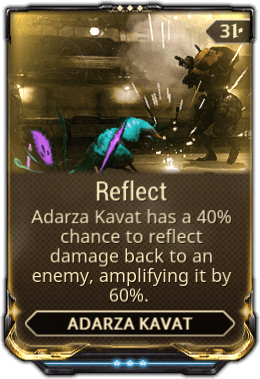 31
Reflect
Adarza Kavat has a 40%
chance to reflect
damage back to an
enemy, amplifying it by
60%.
ADARZA KAVAT